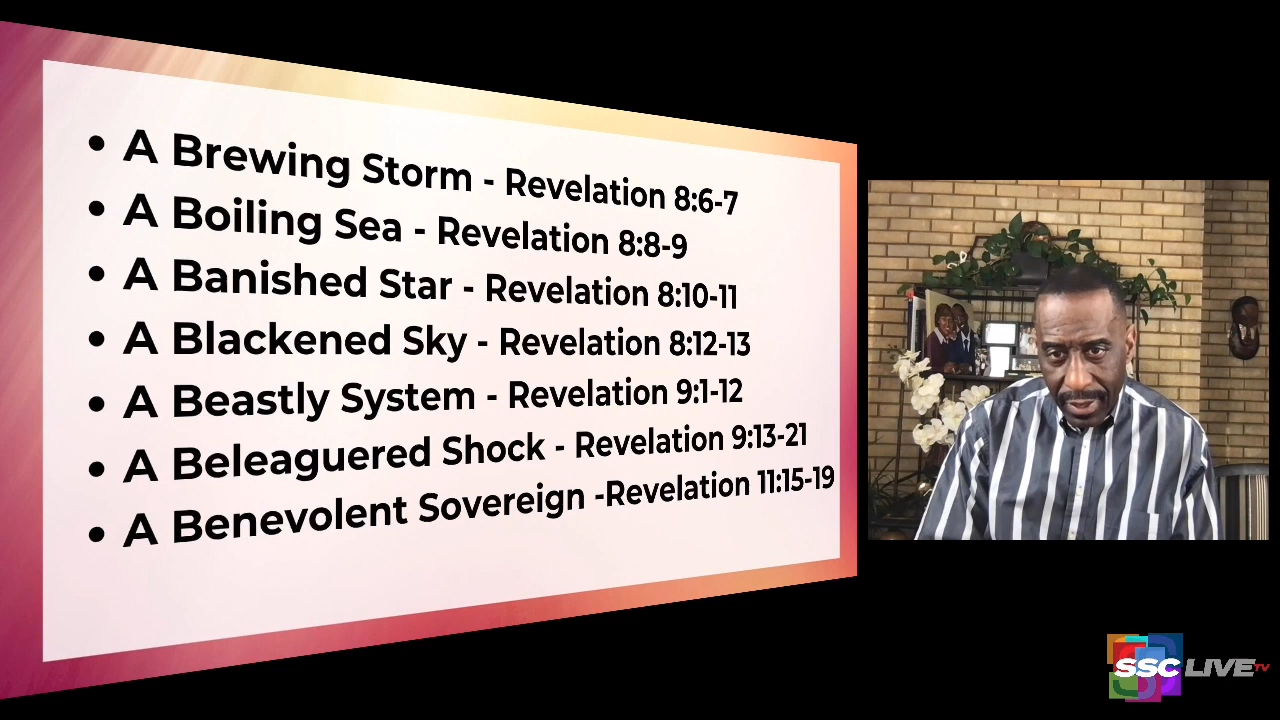 • A Brewing Storm - Revelation 8:6-7
• A Boiling Sea - Revelation 8:8-9
• A Banished Star - Revelation 8:10-11
• A Blackened Sky - Revelation 8:12-13
• A Beastly System - Revelation 9:1-12
• A Beleaguered Shock - Revelation 9:13-21
• A Benevolent Sovereign -Revelation 11:15-19
SSC LIVE TV